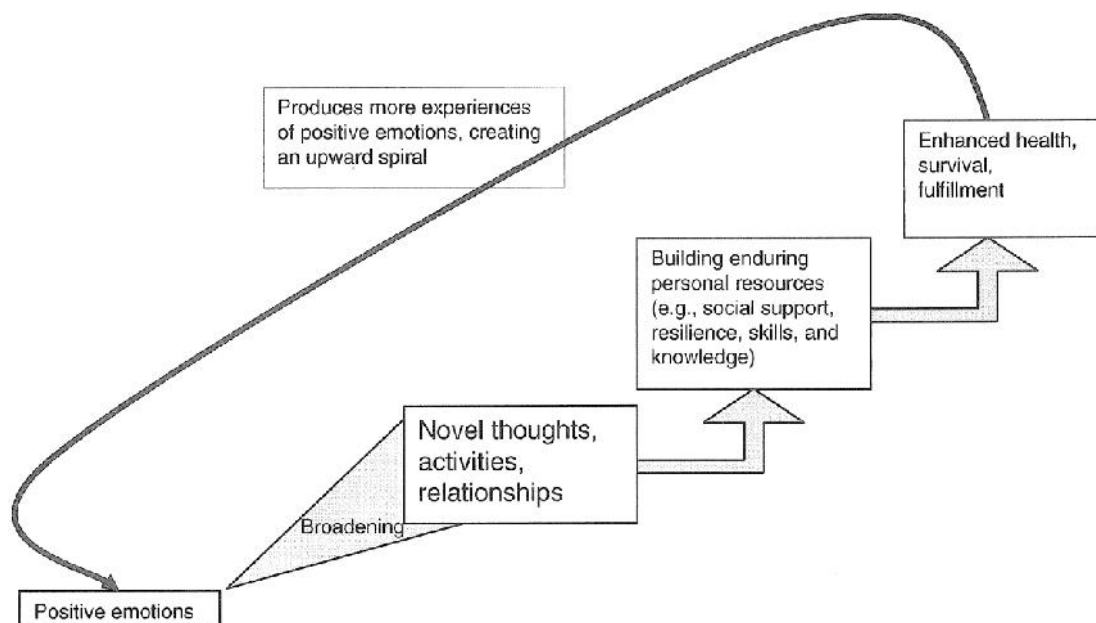 Produces more experiences
of positive emotions, creating
an upward spiral
Enhanced health,
survival,
fulfillment
Building enduring
personal resources
(e.g., social support,
resilience, skills, and
knowledge)
Novel thoughts,
activities,
relationships
Broadening
Positive emotions